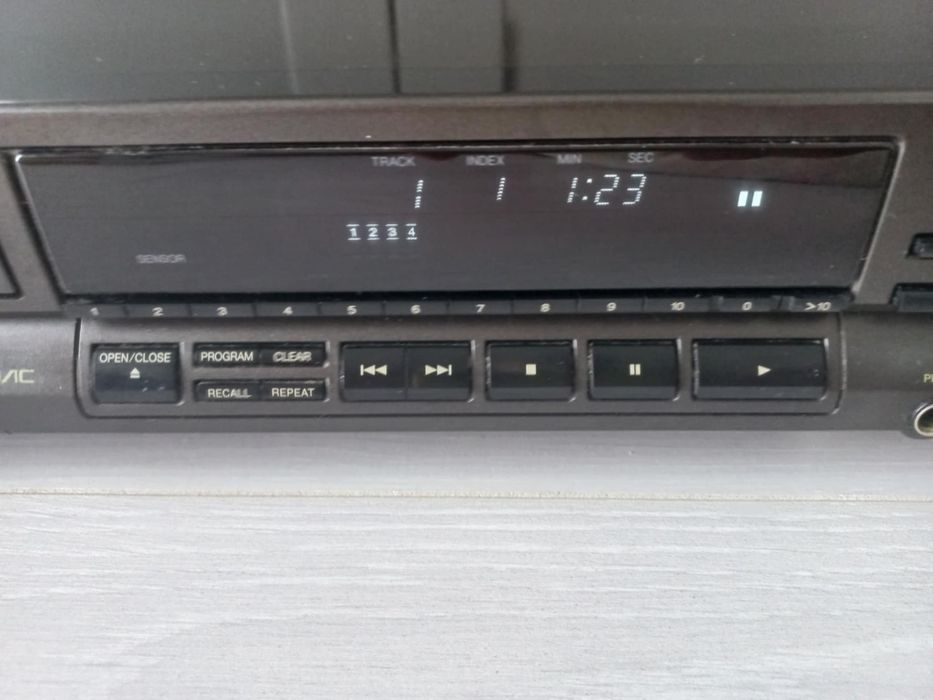 TRACK INDEX MIN SEC
1 1 1:23
1 2 3 4
SENSOR
1 2 3 4 5 6 7 8 9 10 0 >10
OPEN/CLOSE PROGRAM CLEAR
RECALL REPEAT